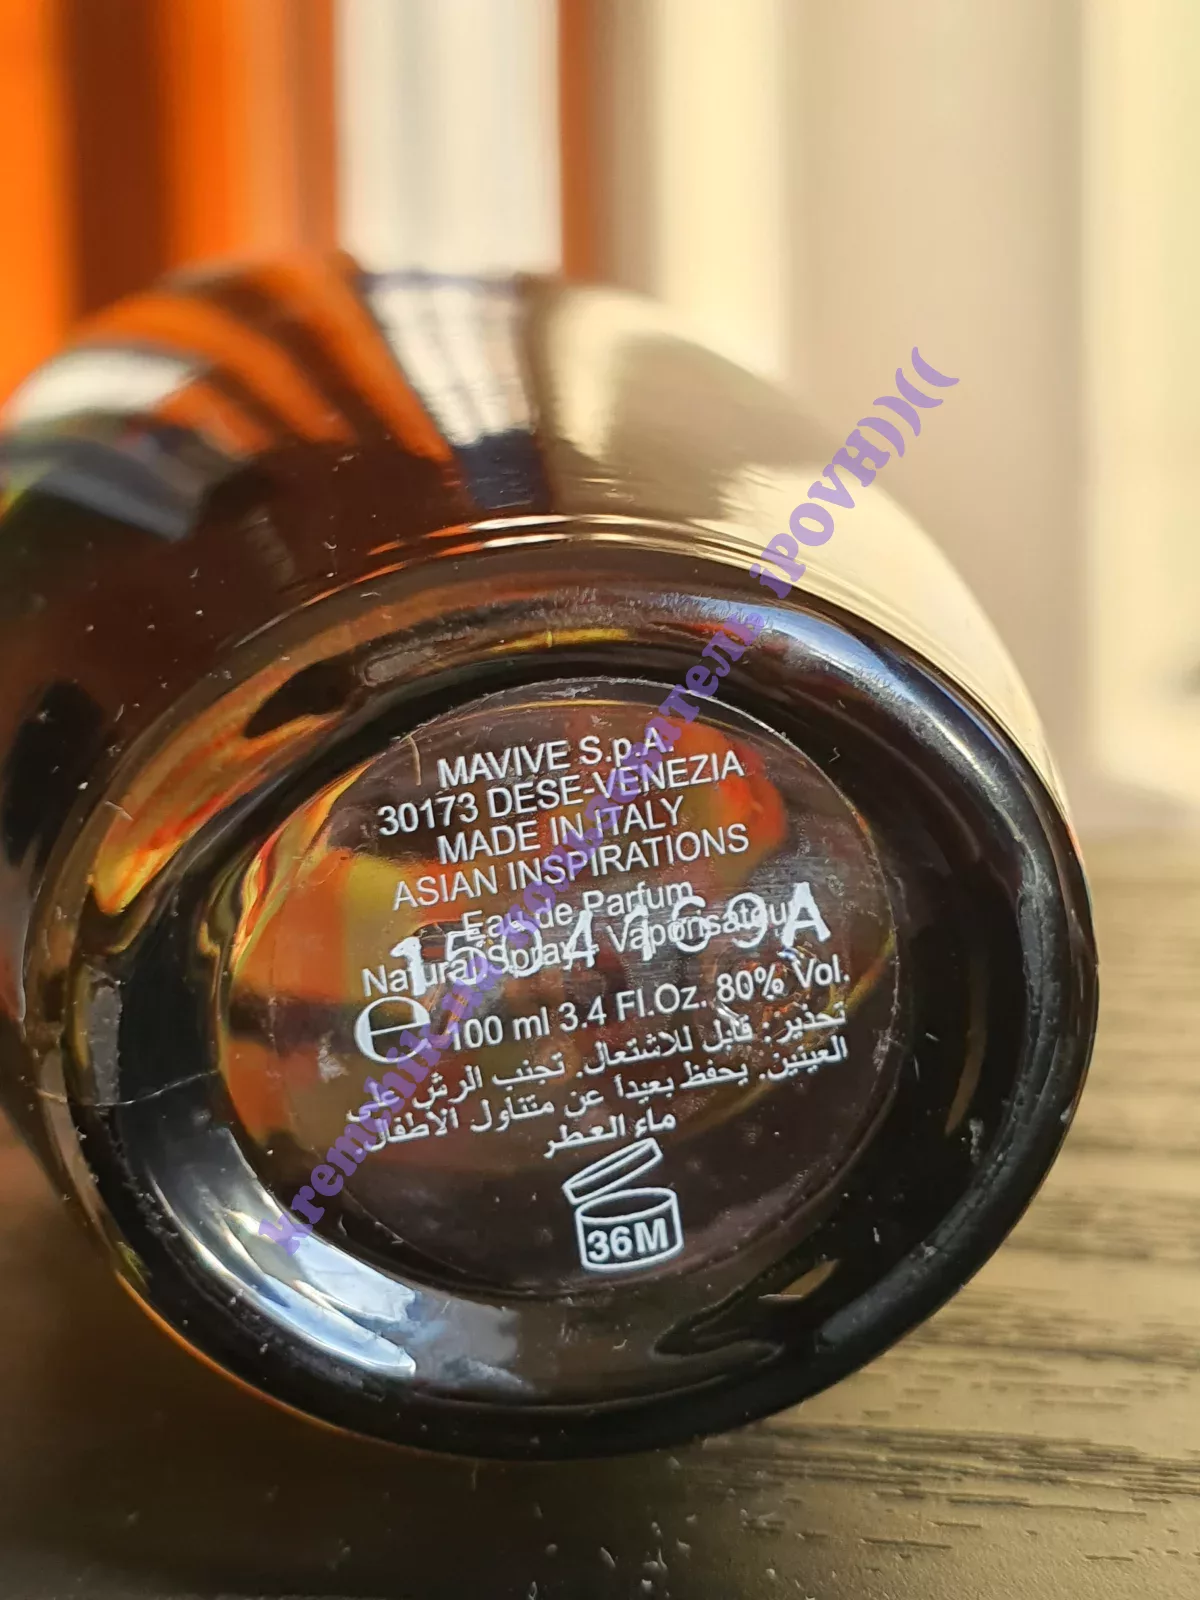 MAVIVE S.p.A.
30173 DESE-VENEZIA
MADE IN ITALY
ASIAN INSPIRATIONS
Eau de Parfum
Natural Spray - Vaporisateur
1504169A
e 100 ml 3.4 Fl.Oz. 80% Vol.
تحذير: قابل للاشتعال. تجنب الرش على
العينين. يحفظ بعيداً عن متناول الأطفال
ماء العطر
36M
iPOVH))((